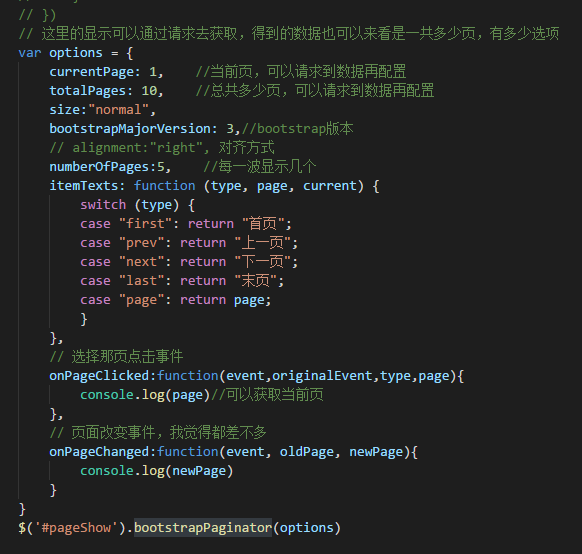 // })
// 这里的显示可以通过请求去获取，得到的数据也可以来看是一共多少页，有多少选项
var options = {
    currentPage: 1,    //当前页，可以请求到数据再配置
    totalPages: 10,    //总共多少页，可以请求到数据再配置
    size:"normal",
    bootstrapMajorVersion: 3,//bootstrap版本
    // alignment:"right", 对齐方式
    numberOfPages:5,    //每一波显示几个
    itemTexts: function (type, page, current) {
        switch (type) {
        case "first": return "首页";
        case "prev": return "上一页";
        case "next": return "下一页";
        case "last": return "末页";
        case "page": return page;
        }
    },
    // 选择那页点击事件
    onPageClicked:function(event,originalEvent,type,page){
        console.log(page)//可以获取当前页
    },
    // 页面改变事件，我觉得都差不多
    onPageChanged:function(event, oldPage, newPage){
        console.log(newPage)
    }
}
$('#pageShow').bootstrapPaginator(options)